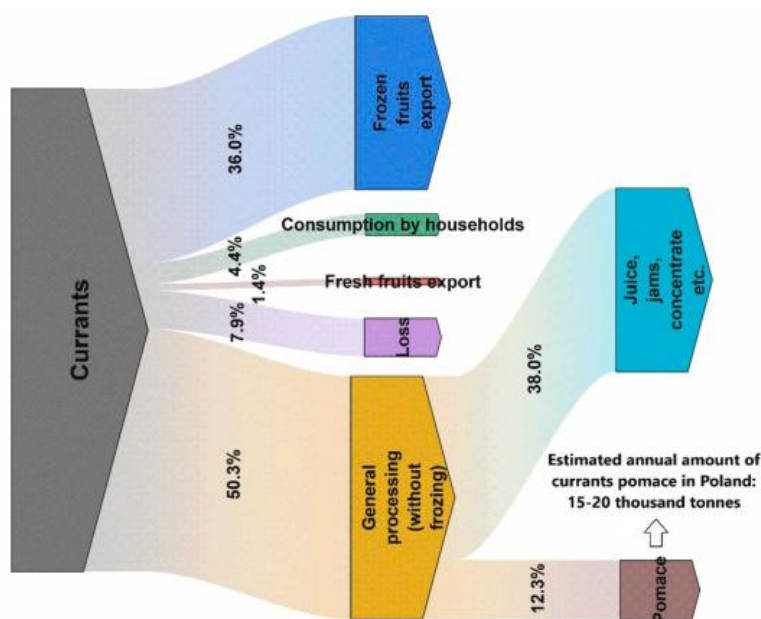 Currants
36.0%
4.4%
1.4%
7.9%
50.3%
Frozen
fruits
export
Consumption by households
Fresh fruits export
Loss
General
processing
(without
frozing)
38.0%
12.3%
Juice,
jams,
concentrate
etc.
Estimated annual amount of
currants pomace in Poland:
15-20 thousand tonnes
Pomace